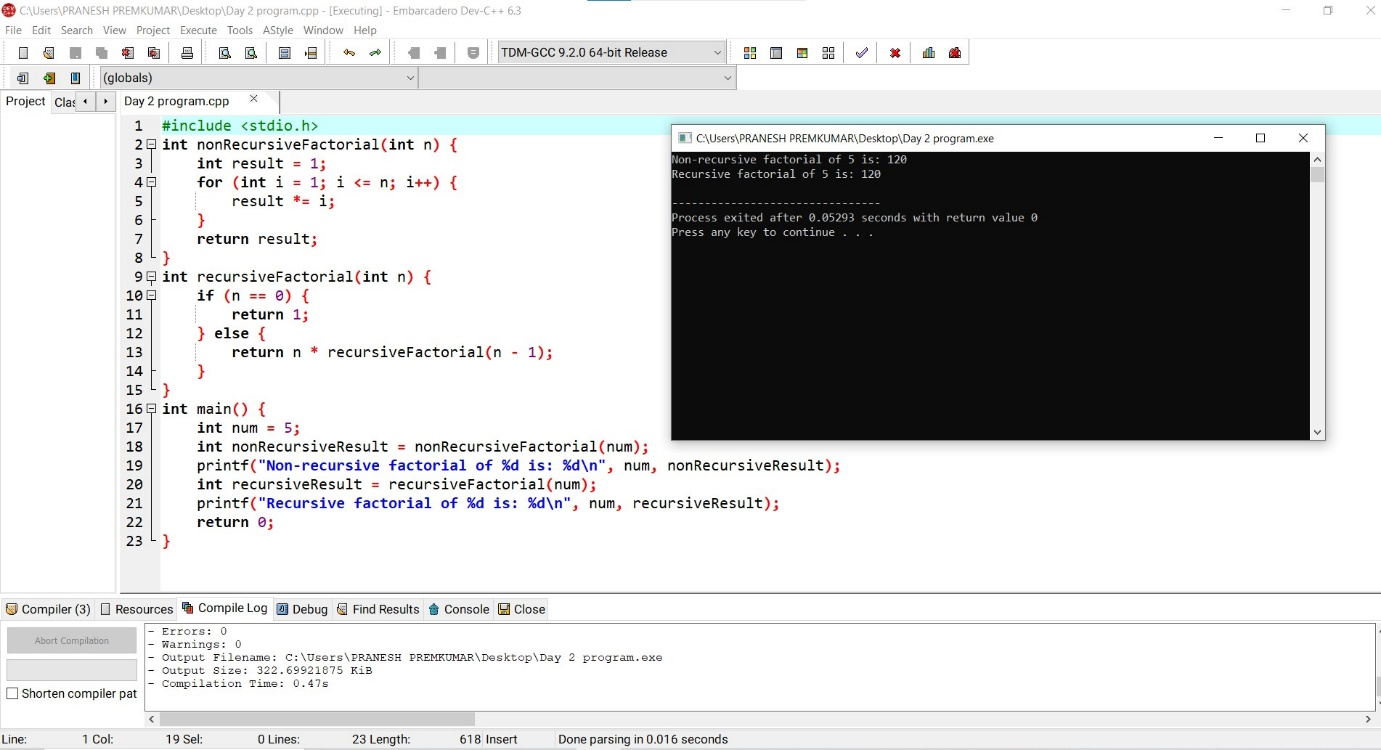 C:\Users\PRANESH PREMKUMAR\Desktop\Day 2 program.cpp - [Executing] - Embarcadero Dev-C++ 6.3
File Edit Search View Project Execute Tools AStyle Window Help
TDM-GCC 9.2.0 64-bit Release
(globals)
Project Clas Day 2 program.cpp
1 #include <stdio.h>
2 int nonRecursiveFactorial(int n) {
3 int result = 1;
4 for (int i = 1; i <= n; i++) {
5 result *= i;
6 }
7 return result;
8 }
9 int recursiveFactorial(int n) {
10 if (n == 0) {
11 return 1;
12 } else {
13 return n * recursiveFactorial(n - 1);
14 }
15 }
16 int main() {
17 int num = 5;
18 int nonRecursiveResult = nonRecursiveFactorial(num);
19 printf("Non-recursive factorial of %d is: %d\n", num, nonRecursiveResult);
20 int recursiveResult = recursiveFactorial(num);
21 printf("Recursive factorial of %d is: %d\n", num, recursiveResult);
22 return 0;
23 }
C:\Users\PRANESH PREMKUMAR\Desktop\Day 2 program.exe
Non-recursive factorial of 5 is: 120
Recursive factorial of 5 is: 120
--------------------------------
Process exited after 0.05293 seconds with return value 0
Press any key to continue . . .
Compiler (3) Resources Compile Log Debug Find Results Console Close
Abort Compilation
Shorten compiler pat
- Errors: 0
- Warnings: 0
- Output Filename: C:\Users\PRANESH PREMKUMAR\Desktop\Day 2 program.exe
- Output Size: 322.69921875 KiB
- Compilation Time: 0.47s
Line: 1 Col: 19 Sel: 0 Lines: 23 Length: 618 Insert Done parsing in 0.016 seconds